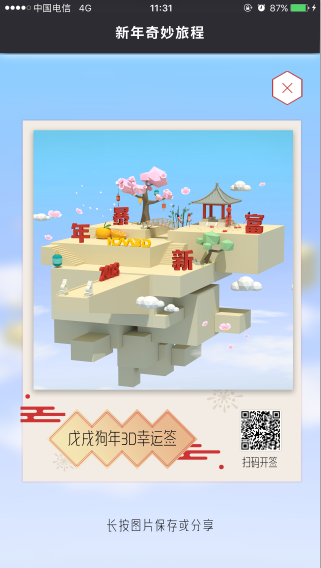 中国电信 4G 11:31 87%
新年奇妙旅程
年 景 富
新
2018
戊戌狗年3D幸运签
扫码开签
长按图片保存或分享